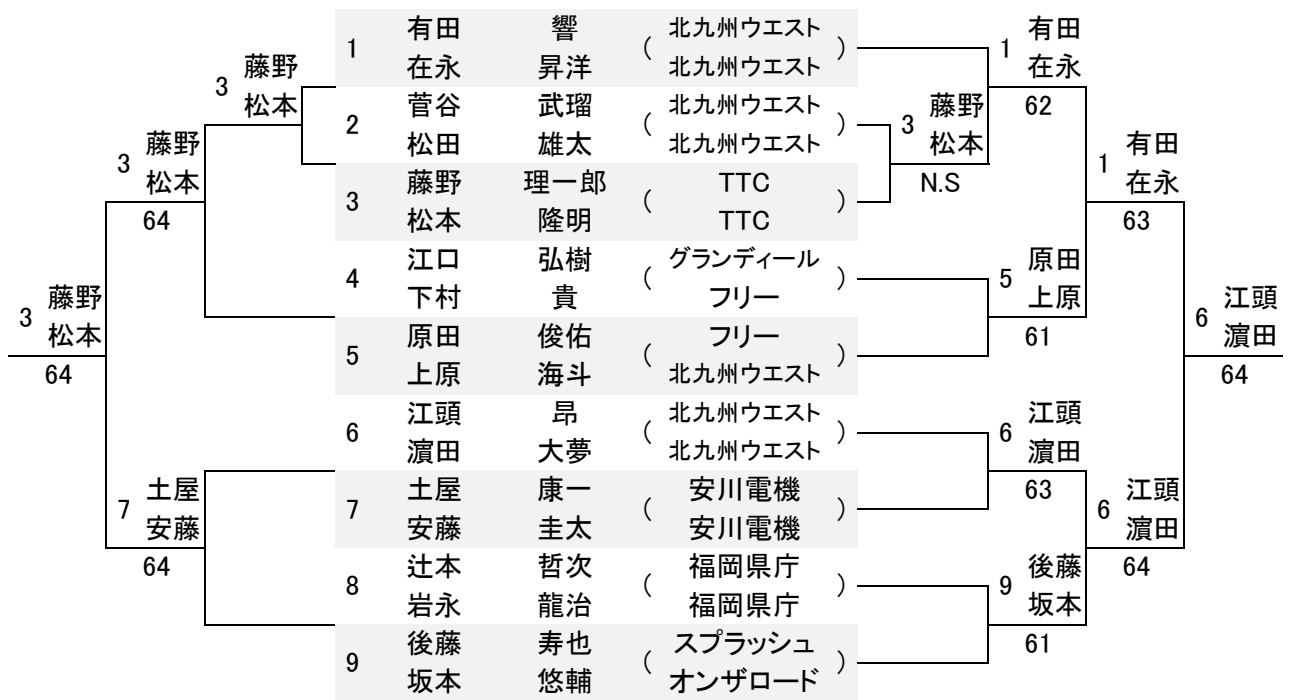 1 有田 響 ( 北九州ウエスト )
在永 昇洋 北九州ウエスト
2 菅谷 武瑠 ( 北九州ウエスト )
松田 雄太 北九州ウエスト
3 藤野 理一郎 ( TTC )
松本 隆明 TTC
4 江口 弘樹 ( グランディール )
下村 貴 フリー
5 原田 俊佑 ( フリー )
上原 海斗 北九州ウエスト
6 江頭 昂 ( 北九州ウエスト )
濵田 大夢 北九州ウエスト
7 土屋 康一 ( 安川電機 )
安藤 圭太 安川電機
8 辻本 哲次 ( 福岡県庁 )
岩永 龍治 福岡県庁
9 後藤 寿也 ( スプラッシュ )
坂本 悠輔 オンザロード
3 藤野
松本
3 藤野
松本
64
3 藤野
松本
64
7 土屋
安藤
64
1 有田
在永
62
3 藤野
松本
N.S
1 有田
在永
63
5 原田
上原
61
6 江頭
濵田
64
6 江頭
濵田
63
6 江頭
濵田
64
9 後藤
坂本
61